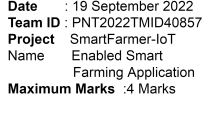 Date : 19 September 2022
Team ID : PNT2022TMID40857
Project SmartFarmer-IoT
Name Enabled Smart
Farming Application
Maximum Marks :4 Marks